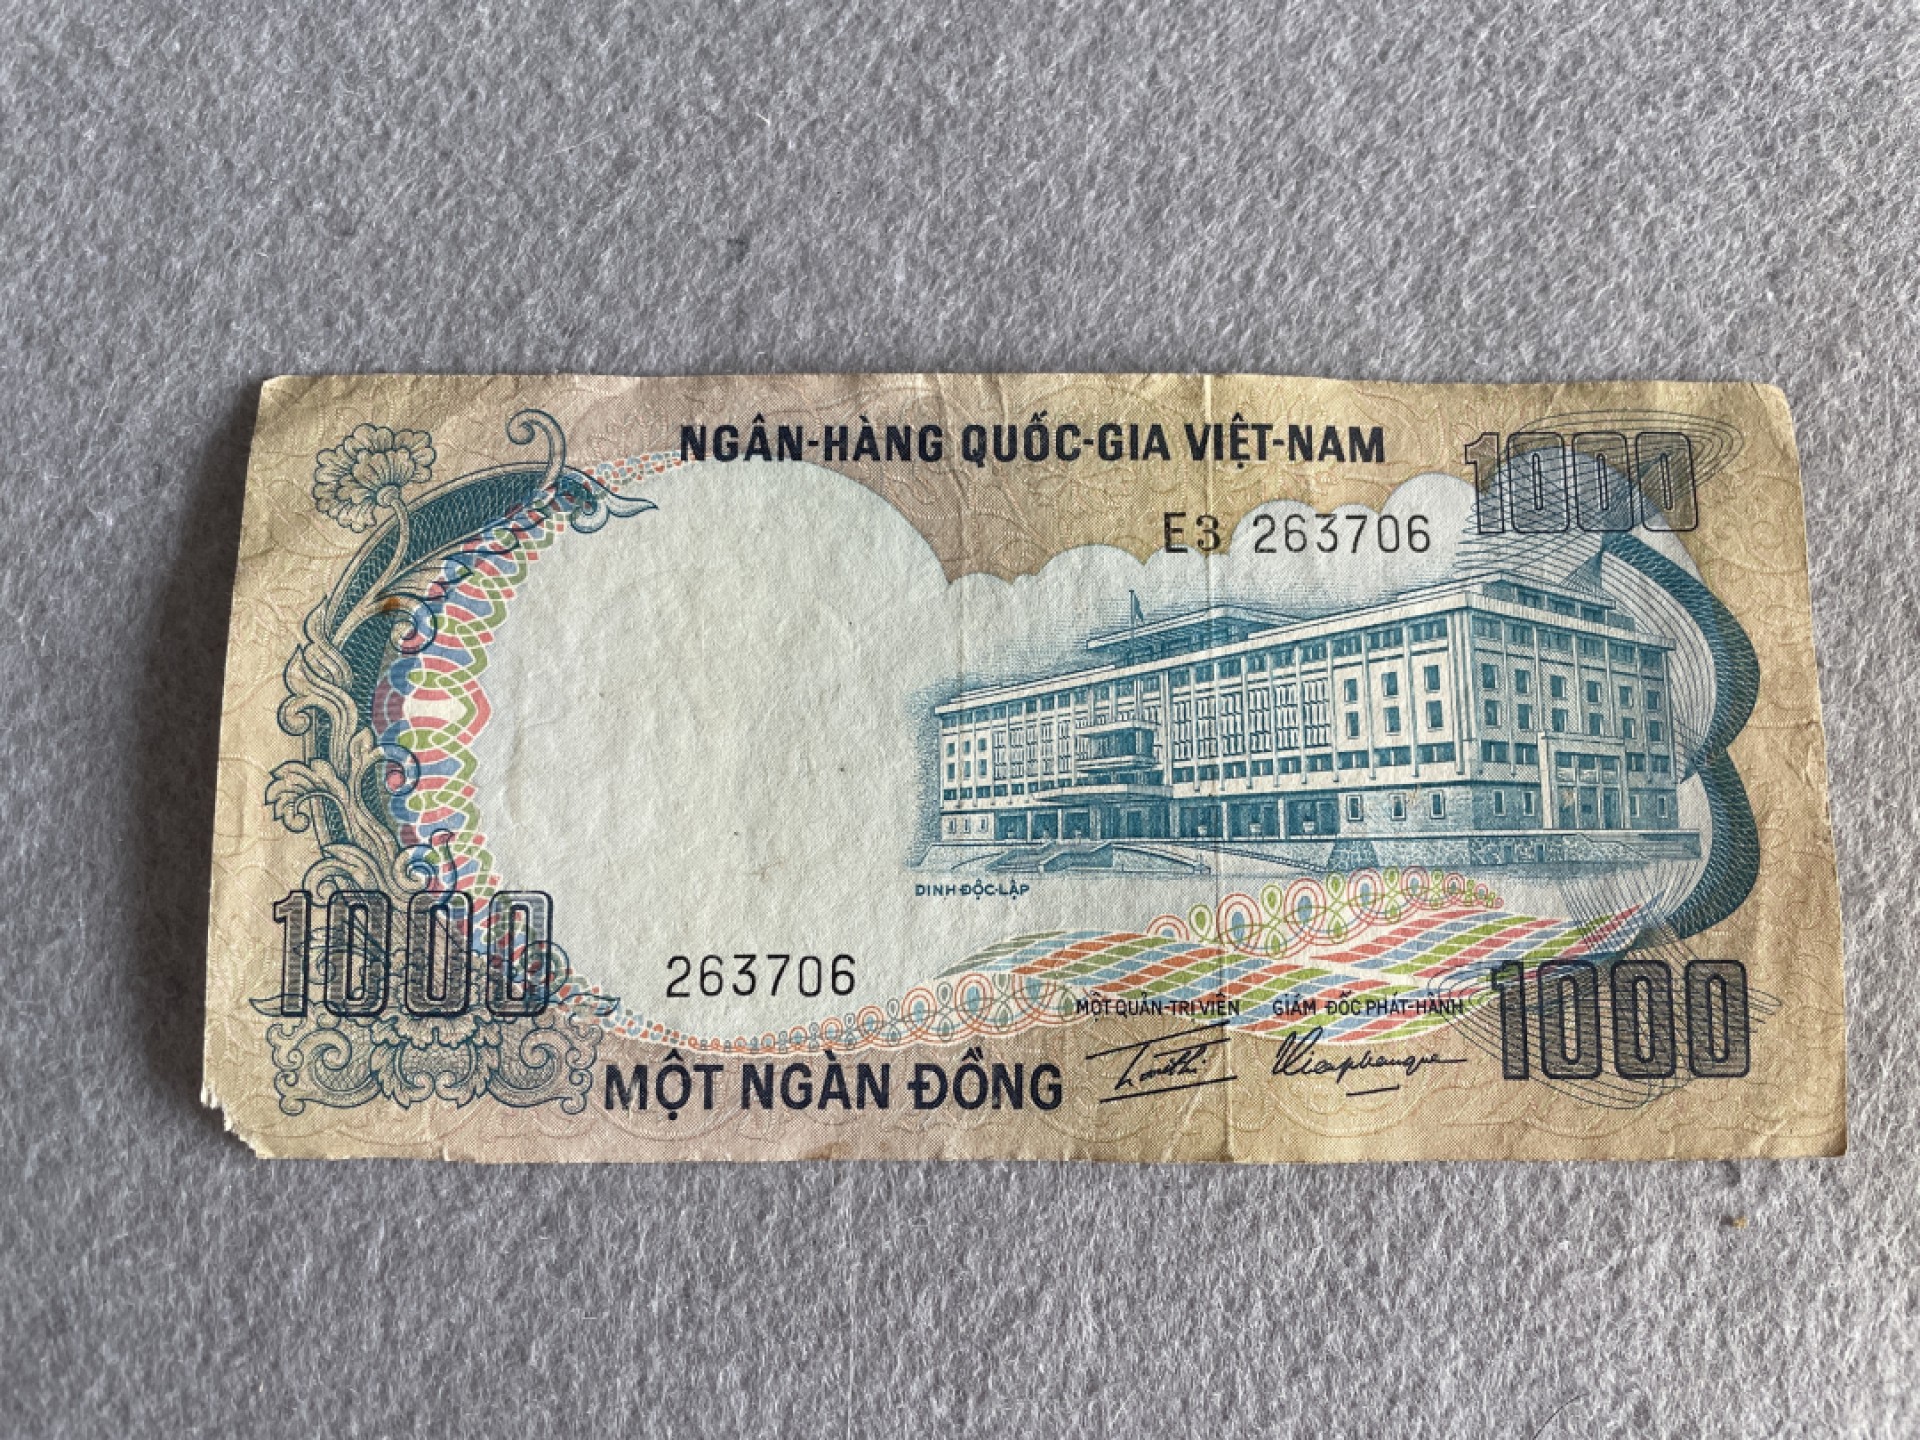 NGÂN-HÀNG QUỐC-GIA VIỆT-NAM
1000
E3 263706
DINH ĐỘC-LẬP
1000
263706
MỘT QUẢN-TRỊ VIÊN GIÁM ĐỐC PHÁT-HÀNH
1000
MỘT NGÀN ĐỒNG